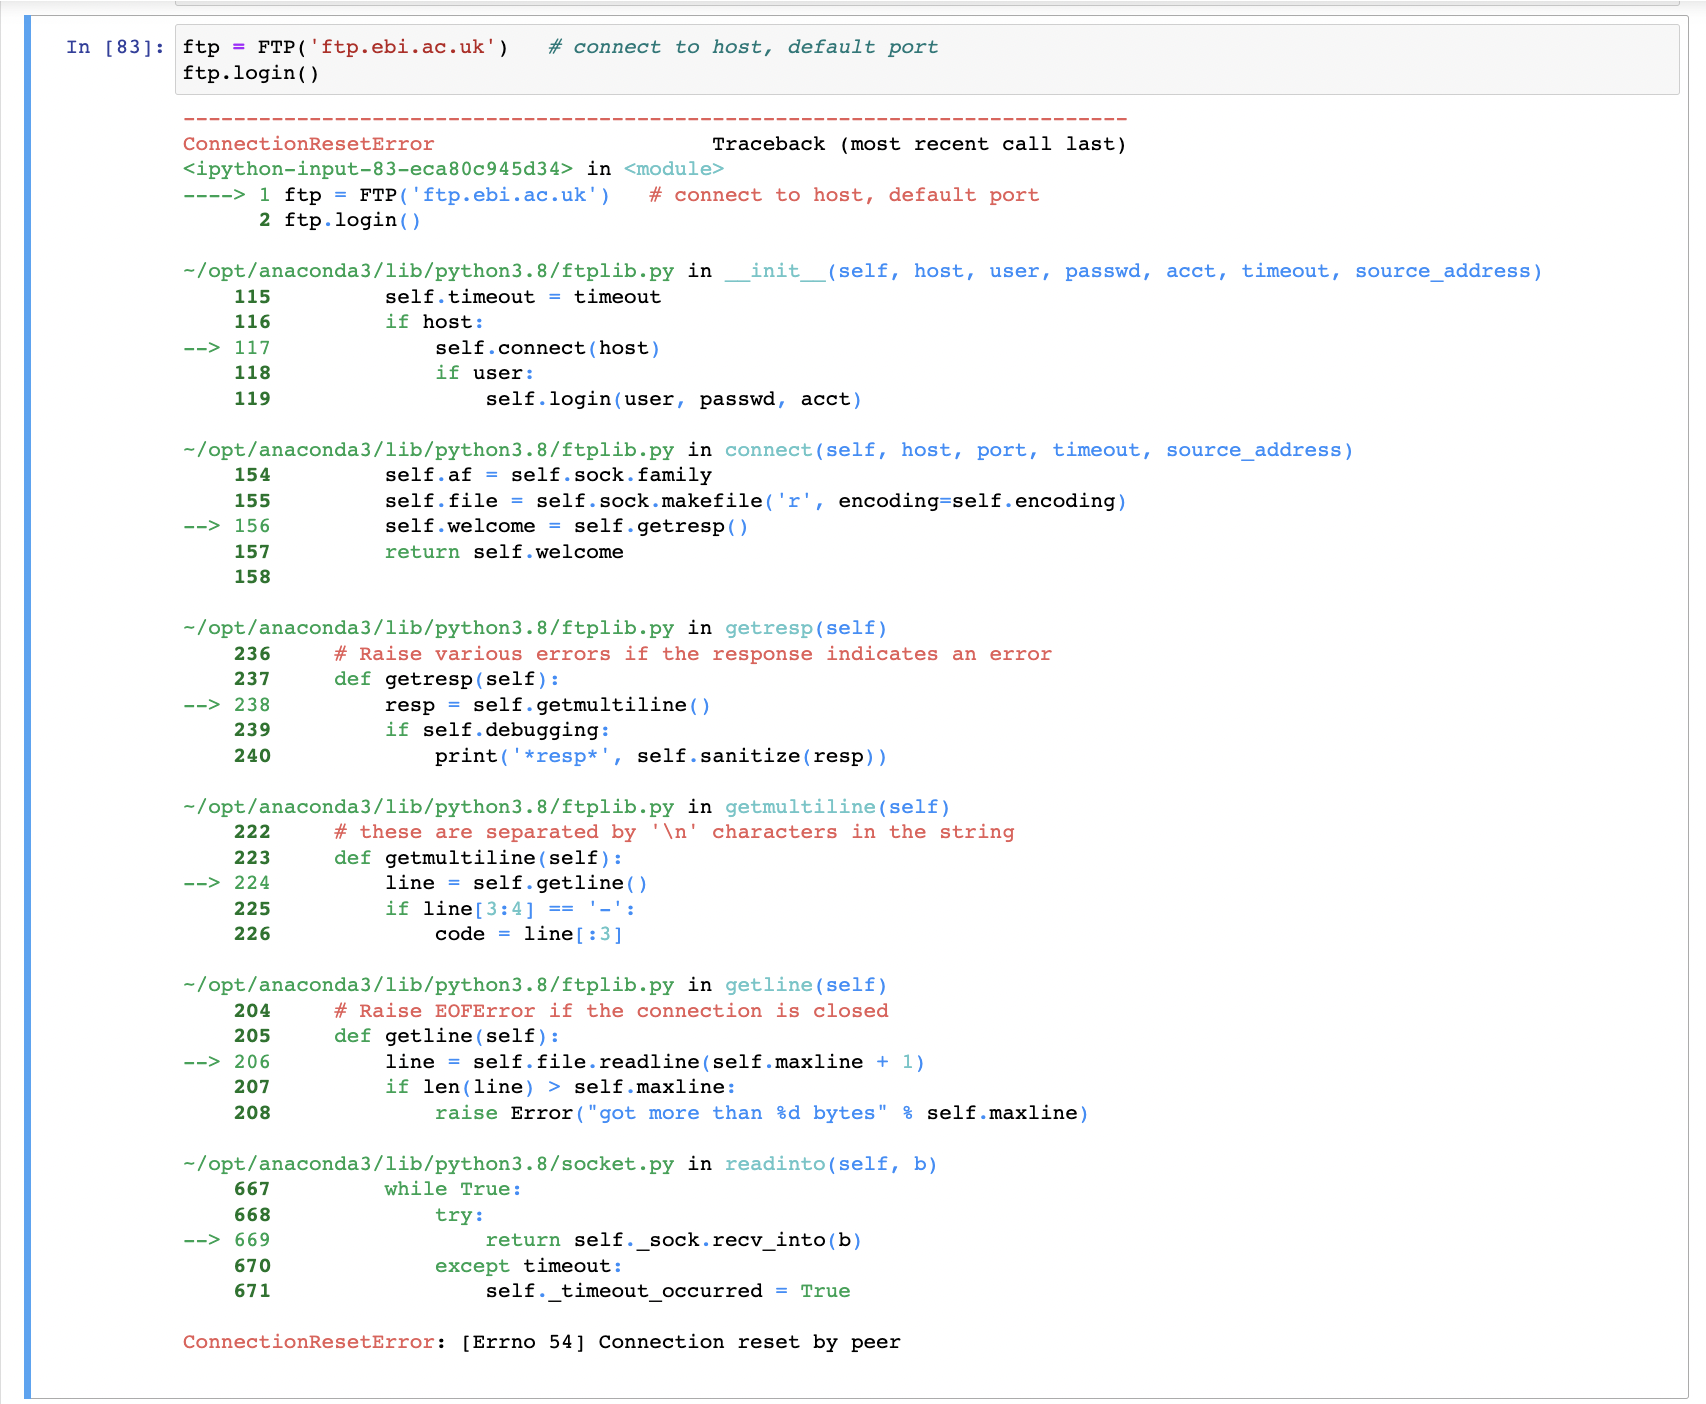 In [83]: ftp = FTP('ftp.ebi.ac.uk')   # connect to host, default port
ftp.login()
---------------------------------------------------------------------------
ConnectionResetError                      Traceback (most recent call last)
<ipython-input-83-eca80c945d34> in <module>
----> 1 ftp = FTP('ftp.ebi.ac.uk')   # connect to host, default port
      2 ftp.login()

~/opt/anaconda3/lib/python3.8/ftplib.py in __init__(self, host, user, passwd, acct, timeout, source_address)
    115         self.timeout = timeout
    116         if host:
--> 117             self.connect(host)
    118             if user:
    119                 self.login(user, passwd, acct)

~/opt/anaconda3/lib/python3.8/ftplib.py in connect(self, host, port, timeout, source_address)
    154         self.af = self.sock.family
    155         self.file = self.sock.makefile('r', encoding=self.encoding)
--> 156         self.welcome = self.getresp()
    157         return self.welcome
    158 

~/opt/anaconda3/lib/python3.8/ftplib.py in getresp(self)
    236     # Raise various errors if the response indicates an error
    237     def getresp(self):
--> 238         resp = self.getmultiline()
    239         if self.debugging:
    240             print('*resp*', self.sanitize(resp))

~/opt/anaconda3/lib/python3.8/ftplib.py in getmultiline(self)
    222     # these are separated by '\n' characters in the string
    223     def getmultiline(self):
--> 224         line = self.getline()
    225         if line[3:4] == '-':
    226             code = line[:3]

~/opt/anaconda3/lib/python3.8/ftplib.py in getline(self)
    204     # Raise EOFError if the connection is closed
    205     def getline(self):
--> 206         line = self.file.readline(self.maxline + 1)
    207         if len(line) > self.maxline:
    208             raise Error("got more than %d bytes" % self.maxline)

~/opt/anaconda3/lib/python3.8/socket.py in readinto(self, b)
    667         while True:
    668             try:
--> 669                 return self._sock.recv_into(b)
    670             except timeout:
    671                 self._timeout_occurred = True

ConnectionResetError: [Errno 54] Connection reset by peer